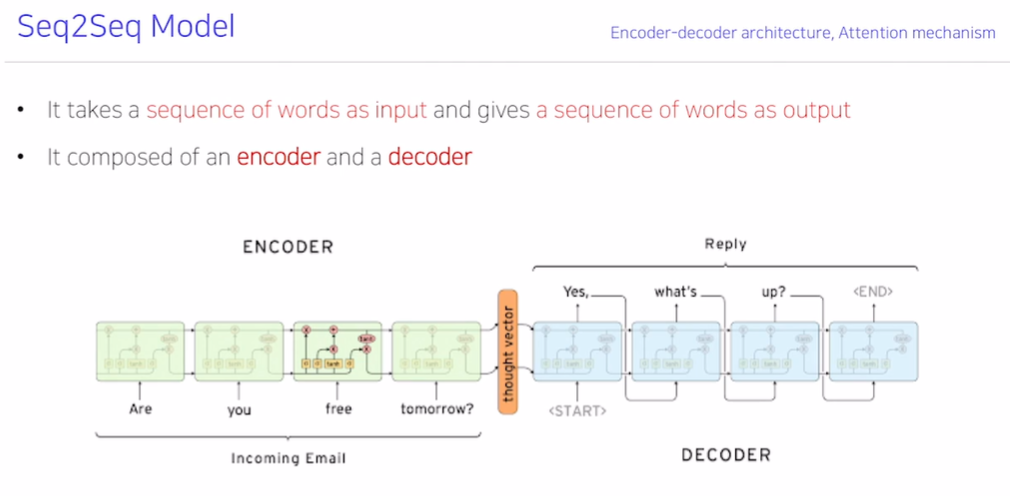 Seq2Seq Model
Encoder-decoder architecture, Attention mechanism
• It takes a sequence of words as input and gives a sequence of words as output
• It composed of an encoder and a decoder
ENCODER
Reply
Yes, what's up? <END>
thought vector
Are you free tomorrow? <START>
Incoming Email
DECODER